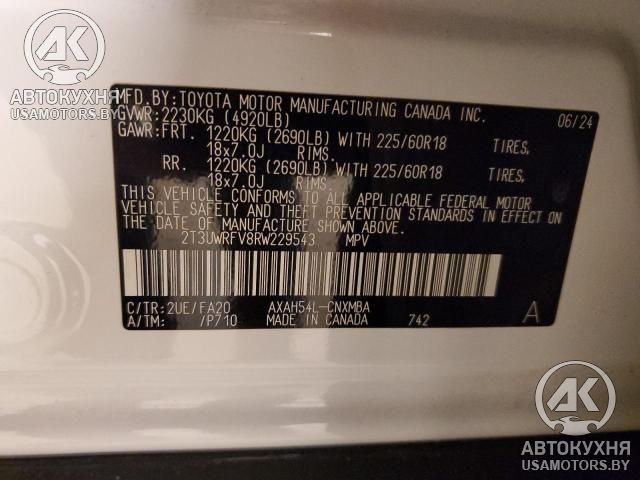 AK
АВТОКУХНЯ
USAMOTORS.BY
MFD.BY:TOYOTA MOTOR MANUFACTURING CANADA INC. 06/24
GVWR:2230KG (4920LB)
GAWR:FRT. 1220KG (2690LB) WITH 225/60R18 TIRES,
18x7.0J RIMS.
RR. 1220KG (2690LB) WITH 225/60R18 TIRES,
18x7.0J RIMS.
THIS VEHICLE CONFORMS TO ALL APPLICABLE FEDERAL MOTOR
VEHICLE SAFETY AND THEFT PREVENTION STANDARDS IN EFFECT ON
THE DATE OF MANUFACTURE SHOWN ABOVE.
2T3UWRFV8RW229543 MPV
C/TR:2UE/FA20 AXAH54L-CNXMBA
A/TM: /P710 MADE IN CANADA 742 A
AK
АВТОКУХНЯ
USAMOTORS.BY